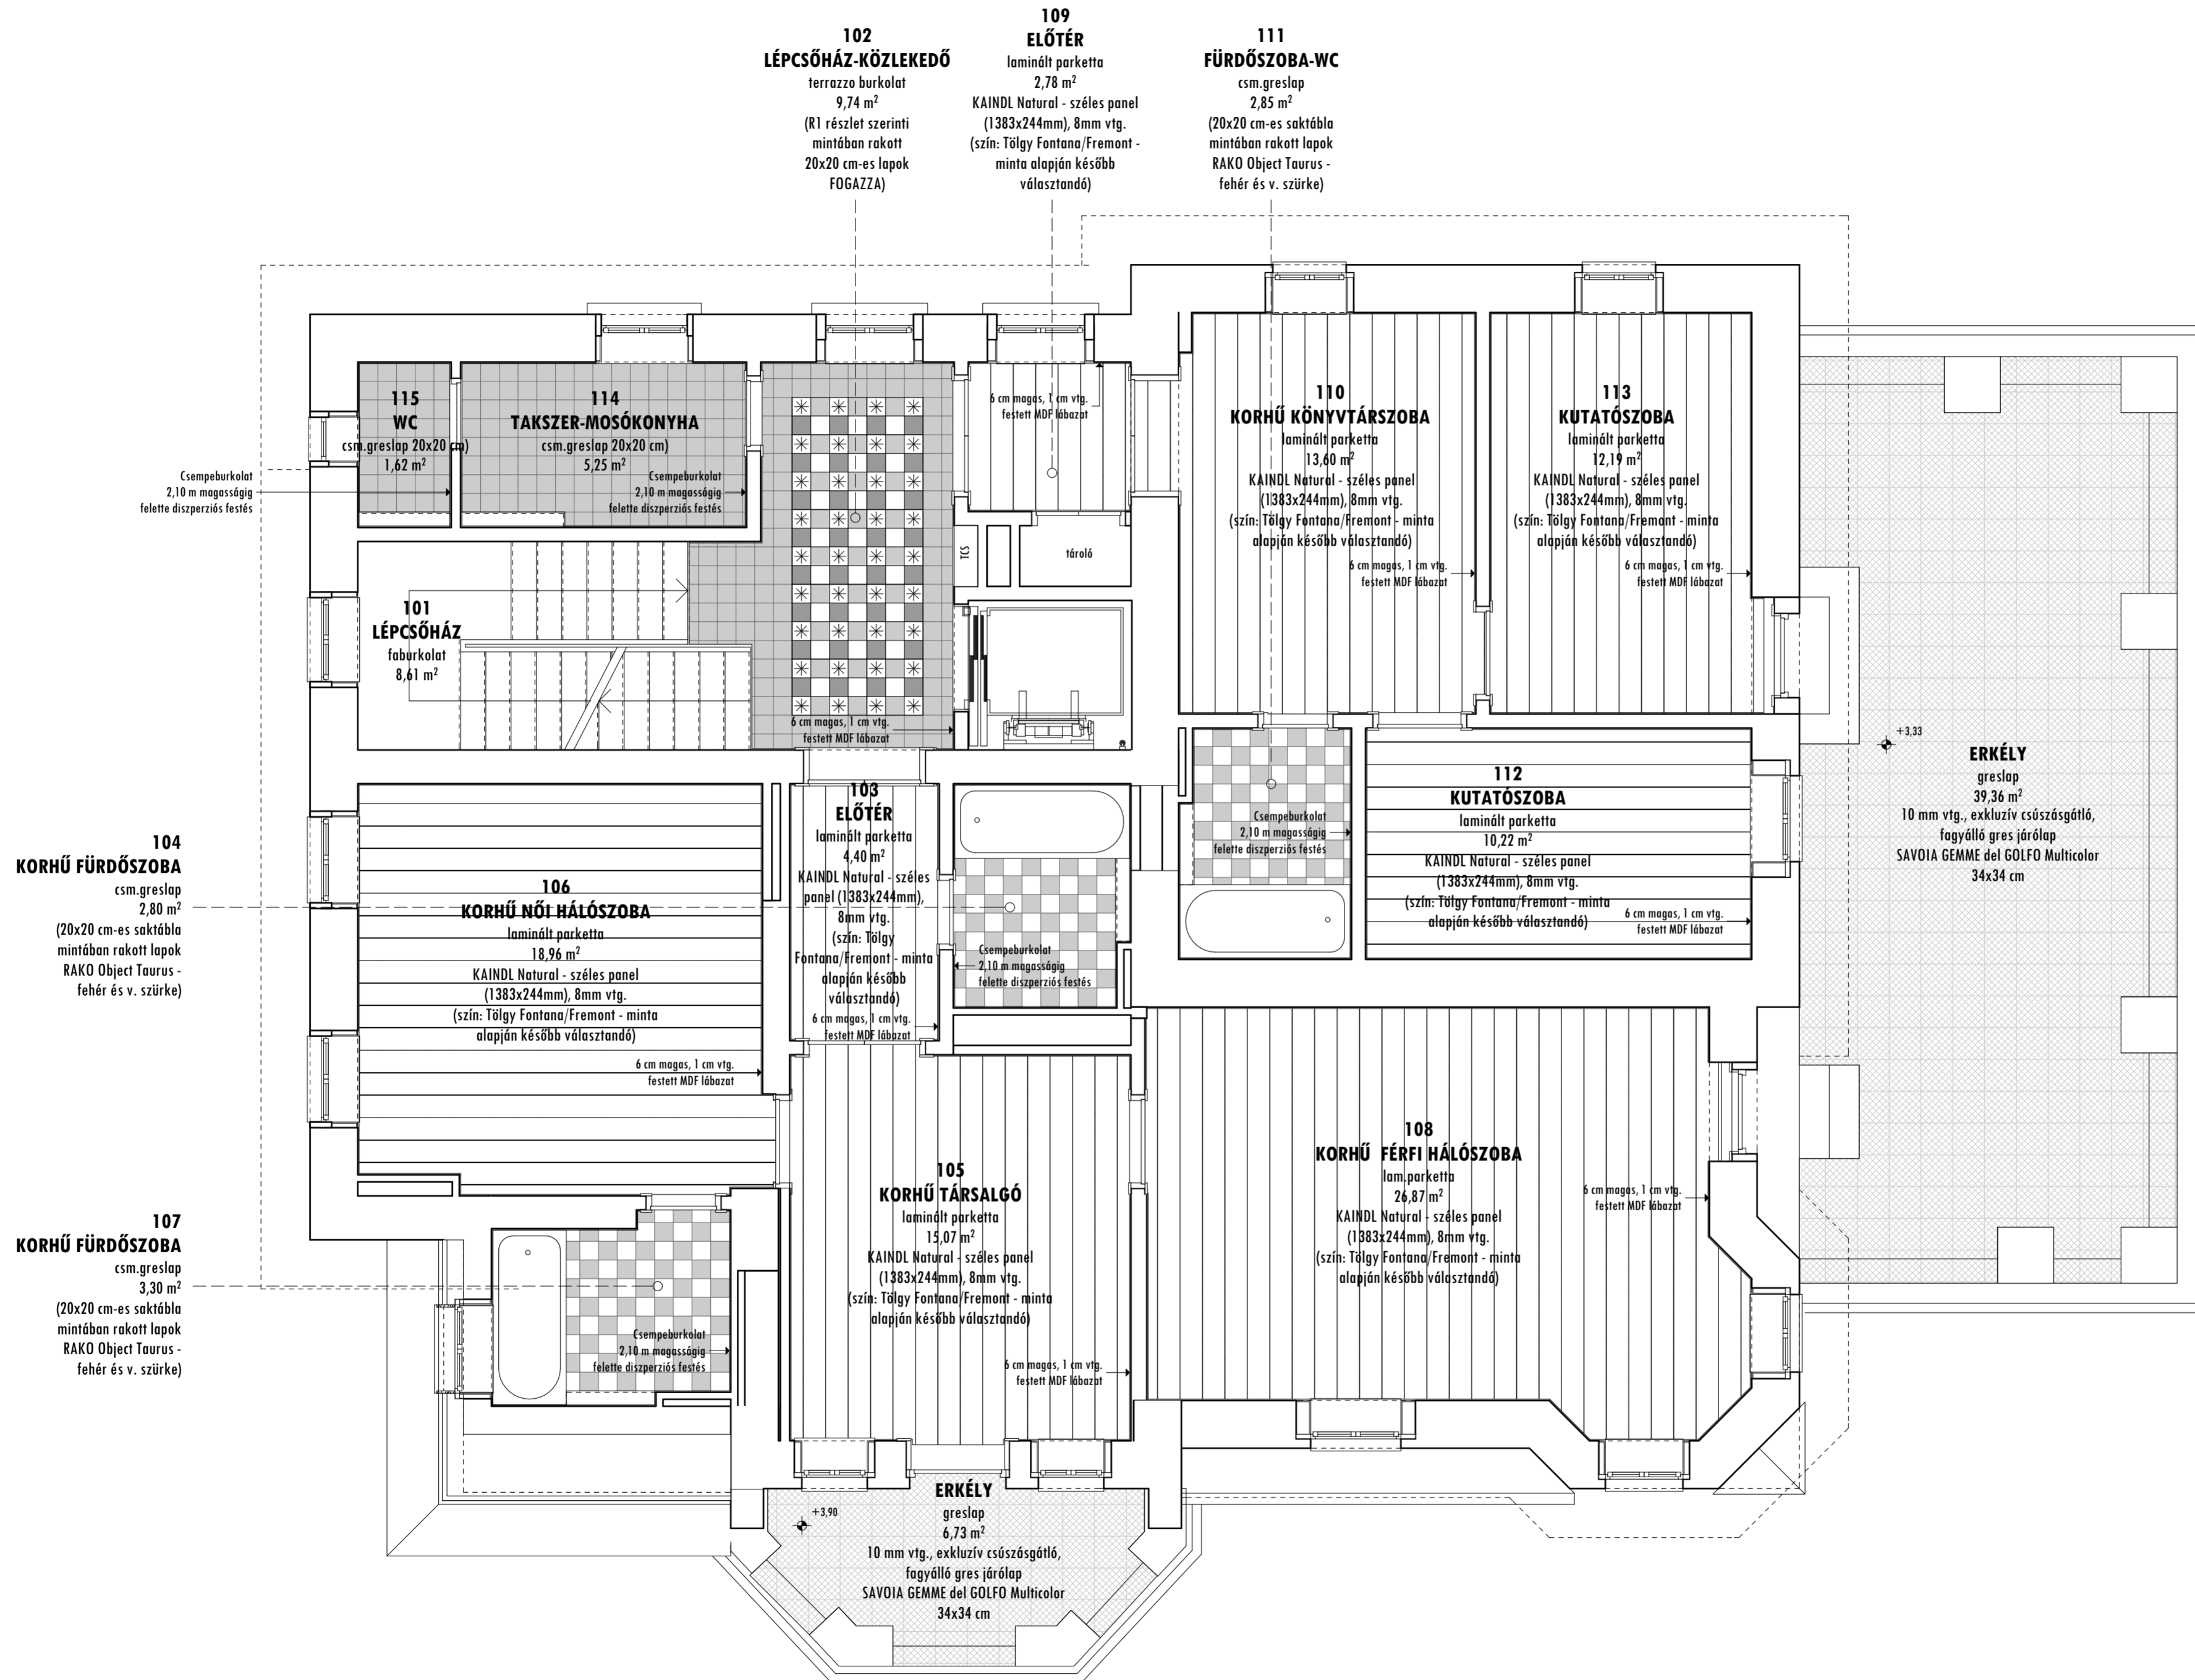 102
LÉPCSŐHÁZ-KÖZLEKEDŐ
terrazzo burkolat
9,74 m²
(R1 részlet szerinti
mintában rakott
20x20 cm-es lapok
FOGAZZA)
109
ELŐTÉR
laminált parketta
2,78 m²
KAINDL Natural - széles panel
(1383x244mm), 8mm vtg.
(szín: Tölgy Fontana/Fremont -
minta alapján később
választandó)
111
FÜRDŐSZOBA-WC
csm.greslap
2,85 m²
(20x20 cm-es saktábla
mintában rakott lapok
RAKO Object Taurus -
fehér és v. szürke)
115
WC
csm.greslap 20x20 cm)
1,62 m²
Csempeburkolat
2,10 m magasságig
felette diszperziós festés
114
TAKSZER-MOSÓKONYHA
csm.greslap 20x20 cm)
5,25 m²
Csempeburkolat
2,10 m magasságig
felette diszperziós festés
6 cm magas, 1 cm vtg.
festett MDF lábazat
110
KORHŰ KÖNYVTÁRSZOBA
laminált parketta
13,60 m²
KAINDL Natural - széles panel
(1383x244mm), 8mm vtg.
(szín: Tölgy Fontana/Fremont - minta
alapján később választandó)
6 cm magas, 1 cm vtg.
festett MDF lábazat
113
KUTATÓSZOBA
laminált parketta
12,19 m²
KAINDL Natural - széles panel
(1383x244mm), 8mm vtg.
(szín: Tölgy Fontana/Fremont - minta
alapján később választandó)
6 cm magas, 1 cm vtg.
festett MDF lábazat
tároló
101
LÉPCSŐHÁZ
faburkolat
8,61 m²
6 cm magas, 1 cm vtg.
festett MDF lábazat
+3,33
ERKÉLY
greslap
39,36 m²
10 mm vtg., exkluzív csúszásgátló,
fagyálló gres járólap
SAVOIA GEMME del GOLFO Multicolor
34x34 cm
104
KORHŰ FÜRDŐSZOBA
csm.greslap
2,80 m²
(20x20 cm-es saktábla
mintában rakott lapok
RAKO Object Taurus -
fehér és v. szürke)
106
KORHŰ NŐI HÁLÓSZOBA
laminált parketta
18,96 m²
KAINDL Natural - széles panel
(1383x244mm), 8mm vtg.
(szín: Tölgy Fontana/Fremont - minta
alapján később választandó)
6 cm magas, 1 cm vtg.
festett MDF lábazat
103
ELŐTÉR
laminált parketta
4,40 m²
KAINDL Natural - széles
panel (1383x244mm),
8mm vtg.
(szín: Tölgy
Fontana/Fremont - minta
alapján később
választandó)
6 cm magas, 1 cm vtg.
festett MDF lábazat
Csempeburkolat
2,10 m magasságig
felette diszperziós festés
Csempeburkolat
2,10 m magasságig
felette diszperziós festés
112
KUTATÓSZOBA
laminált parketta
10,22 m²
KAINDL Natural - széles panel
(1383x244mm), 8mm vtg.
(szín: Tölgy Fontana/Fremont - minta
alapján később választandó)
6 cm magas, 1 cm vtg.
festett MDF lábazat
107
KORHŰ FÜRDŐSZOBA
csm.greslap
3,30 m²
(20x20 cm-es saktábla
mintában rakott lapok
RAKO Object Taurus -
fehér és v. szürke)
Csempeburkolat
2,10 m magasságig
felette diszperziós festés
105
KORHŰ TÁRSALGÓ
laminált parketta
15,07 m²
KAINDL Natural - széles panel
(1383x244mm), 8mm vtg.
(szín: Tölgy Fontana/Fremont - minta
alapján később választandó)
6 cm magas, 1 cm vtg.
festett MDF lábazat
108
KORHŰ FÉRFI HÁLÓSZOBA
lam.parketta
26,87 m²
KAINDL Natural - széles panel
(1383x244mm), 8mm vtg.
(szín: Tölgy Fontana/Fremont - minta
alapján később választandó)
6 cm magas, 1 cm vtg.
festett MDF lábazat
+3,90
ERKÉLY
greslap
6,73 m²
10 mm vtg., exkluzív csúszásgátló,
fagyálló gres járólap
SAVOIA GEMME del GOLFO Multicolor
34x34 cm